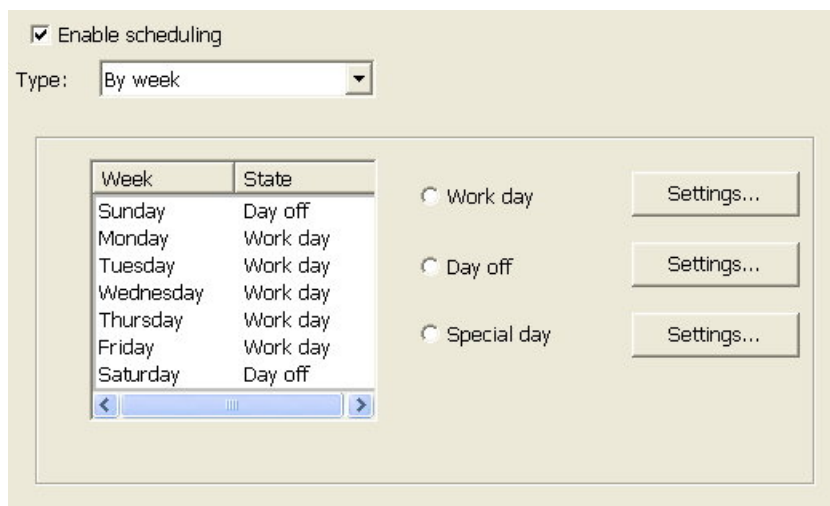 Enable scheduling
Type: By week
Week State
Sunday Day off
Monday Work day
Tuesday Work day
Wednesday Work day
Thursday Work day
Friday Work day
Saturday Day off
Work day Settings...
Day off Settings...
Special day Settings...